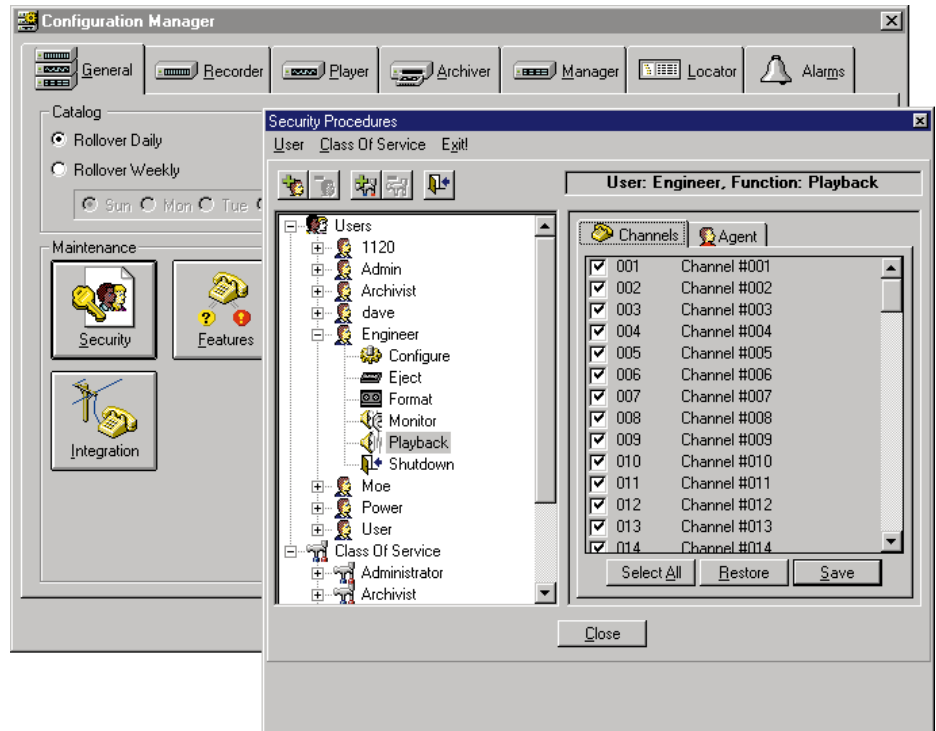 Configuration Manager
General
Recorder
Player
Archiver
Manager
Locator
Alarms
Catalog
Rollover Daily
Rollover Weekly
Sun
Mon
Tue
Maintenance
Security
Features
Integration
Security Procedures
User Class Of Service Exit!
User: Engineer, Function: Playback
Users
1120
Admin
Archivist
dave
Engineer
Configure
Eject
Format
Monitor
Playback
Shutdown
Moe
Power
User
Class Of Service
Administrator
Archivist
Channels
Agent
001 Channel #001
002 Channel #002
003 Channel #003
004 Channel #004
005 Channel #005
006 Channel #006
007 Channel #007
008 Channel #008
009 Channel #009
010 Channel #010
011 Channel #011
012 Channel #012
013 Channel #013
014 Channel #014
Select All
Restore
Save
Close